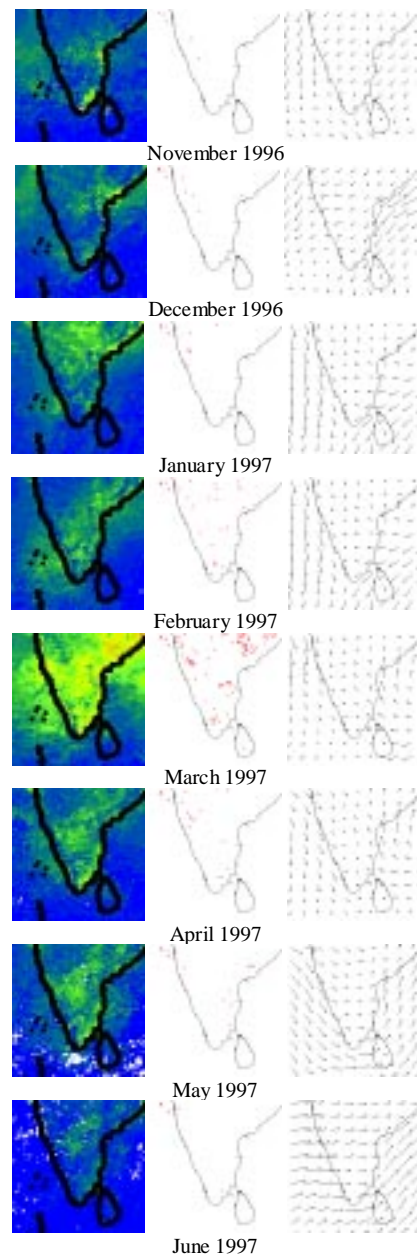 November 1996
December 1996
January 1997
February 1997
March 1997
April 1997
May 1997
June 1997